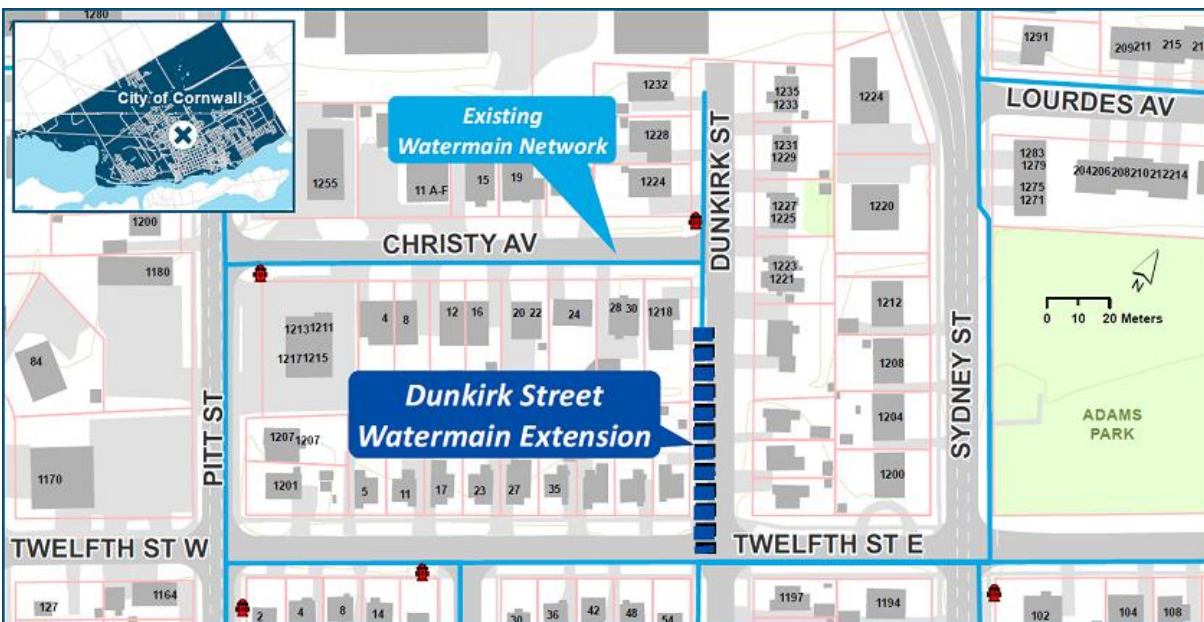 1280
City of Cornwall
Existing
Watermain Network
1232
1228
1224
1255
11 A-F
15
19
1235
1233
1231
1229
1227
1225
1223
1221
1224
1220
1291
209 211 215
LOURDES AV
1283
1279
1275
1271
204 206 208 210 212 214
DUNKIRK ST
CHRISTY AV
1200
1180
84
1170
PITT ST
1213 1211
1217 1215
4 8 12 16 20 22 24 28 30 1218
1212
1208
1204
1200
SYDNEY ST
N
0 10 20 Meters
ADAMS
PARK
Dunkirk Street
Watermain Extension
1207 1207
1201
5 11 17 23 27 35
TWELFTH ST W
TWELFTH ST E
127
1164
2 4 8 14
30 36 42 48 54
1197
1194
102 104 108